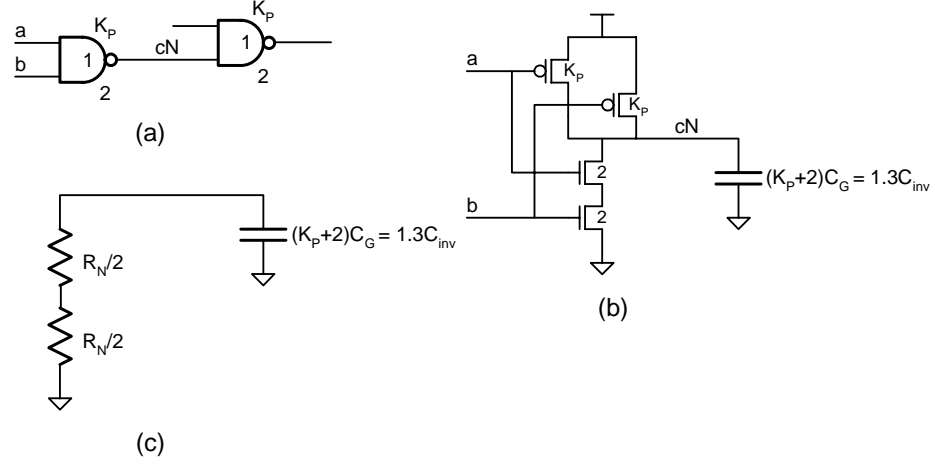 K_P K_P
a 1 cN 1
b
2 2
(a)
a K_P
K_P
cN
2 (K_P+2)C_G = 1.3C_inv
b 2
(b)
(K_P+2)C_G = 1.3C_inv
R_N/2
R_N/2
(c)